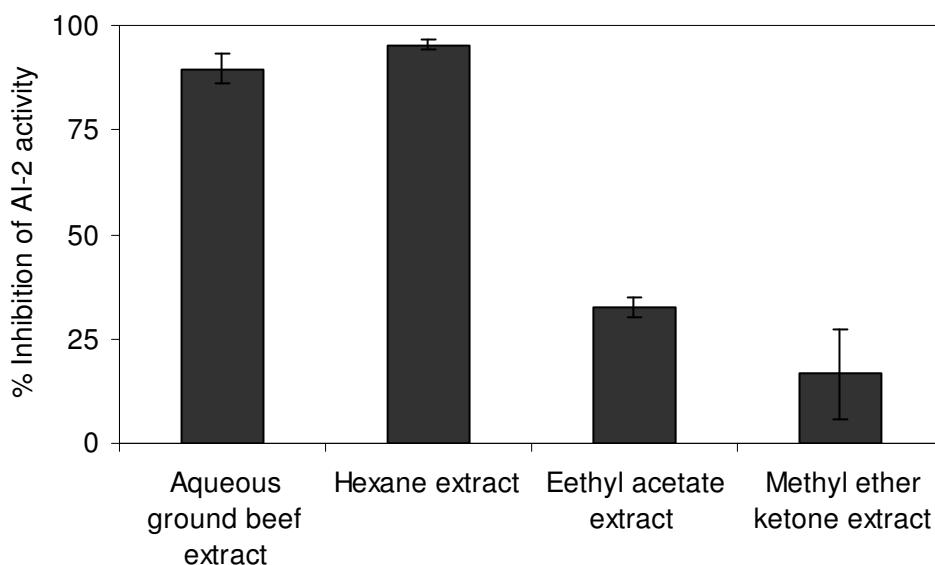 % Inhibition of AI-2 activity
100
75
50
25
0
Aqueous
ground beef
extract
Hexane extract
Eethyl acetate
extract
Methyl ether
ketone extract